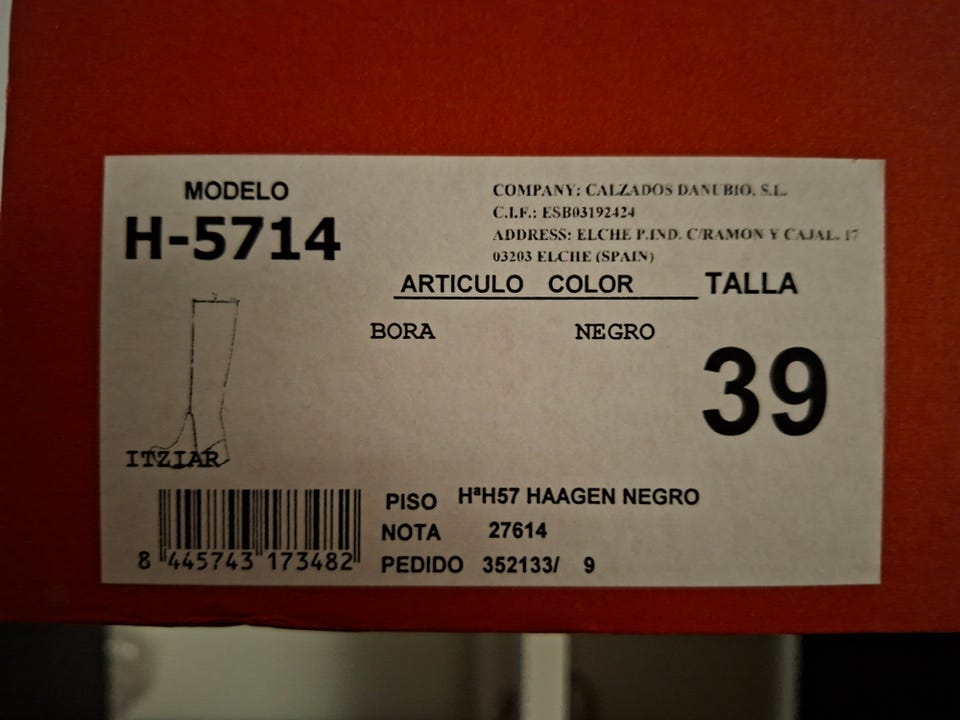 MODELO
H-5714
COMPANY: CALZADOS DANUBIO, S.L.
C.I.F.: ESB03192424
ADDRESS: ELCHE P.IND. C/RAMON Y CAJAL. 17
03203 ELCHE (SPAIN)
ARTICULO COLOR TALLA
BORA NEGRO
39
ITZIAR
PISO HªH57 HAAGEN NEGRO
NOTA 27614
PEDIDO 352133/ 9
8 445743 173482